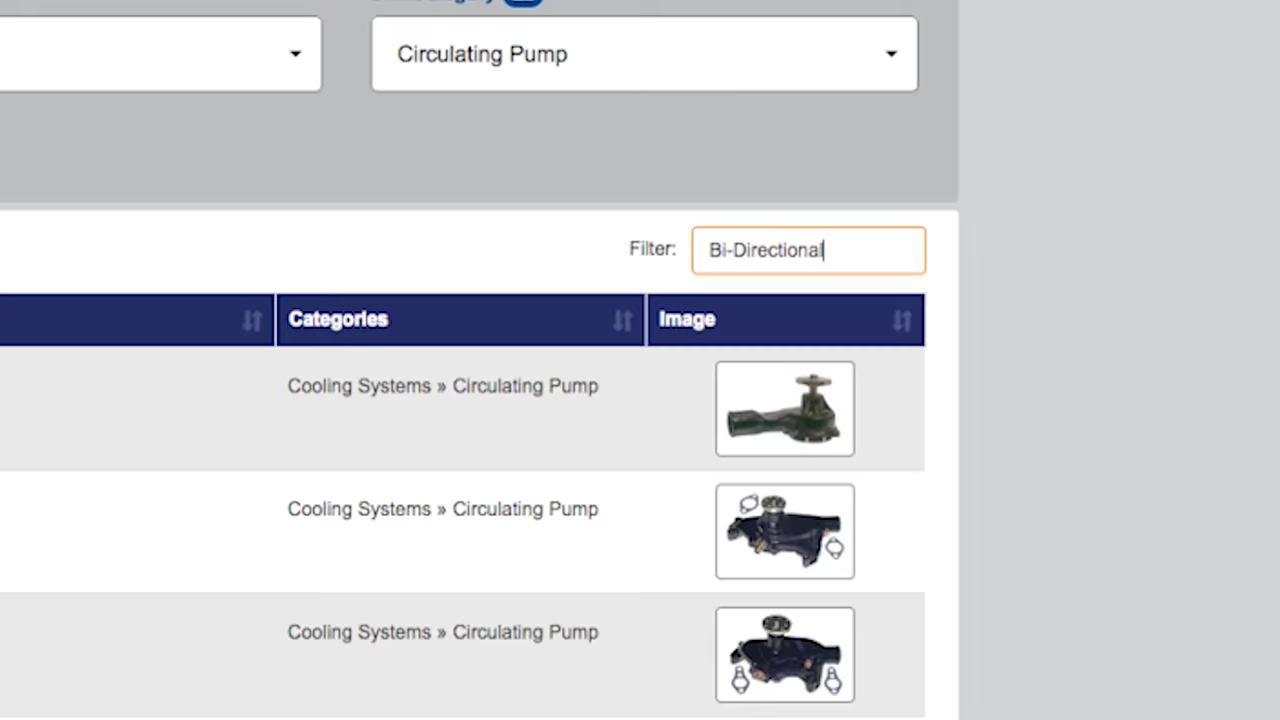 Circulating Pump
Filter: Bi-Directional
Categories Image
Cooling Systems » Circulating Pump
Cooling Systems » Circulating Pump
Cooling Systems » Circulating Pump